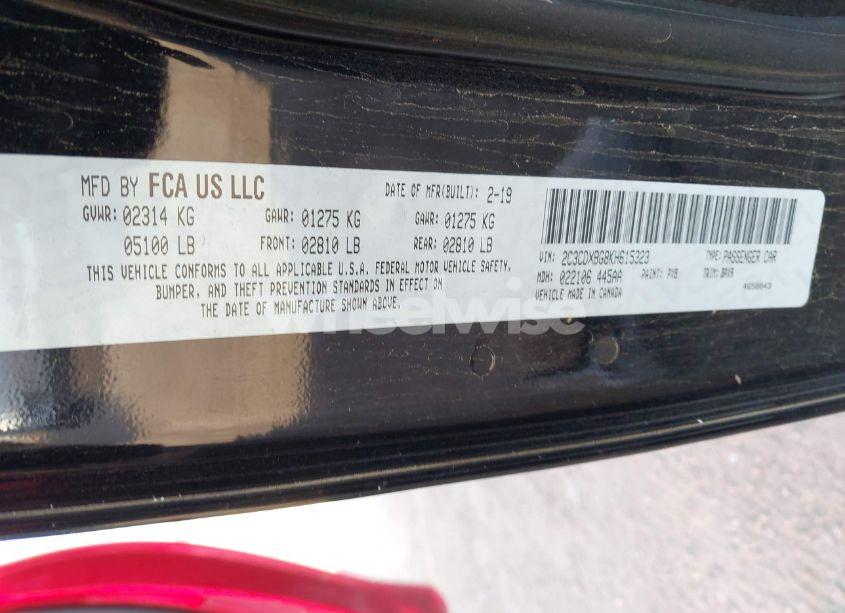 MFD BY FCA US LLC
DATE OF MFR(BUILT): 2-19
GVWR: 02314 KG GAWR: 01275 KG GAWR: 01275 KG
05100 LB FRONT: 02810 LB REAR: 02810 LB
THIS VEHICLE CONFORMS TO ALL APPLICABLE U.S.A. FEDERAL MOTOR VEHICLE SAFETY,
BUMPER, AND THEFT PREVENTION STANDARDS IN EFFECT ON
THE DATE OF MANUFACTURE SHOWN ABOVE.
VIN: 2C3CDXBG8KH615323 TYPE: PASSENGER CAR
MDH: 022106 445AA PAINT: PX8 TRIM:
VEHICLE MADE IN CANADA 4650843
wheelwise